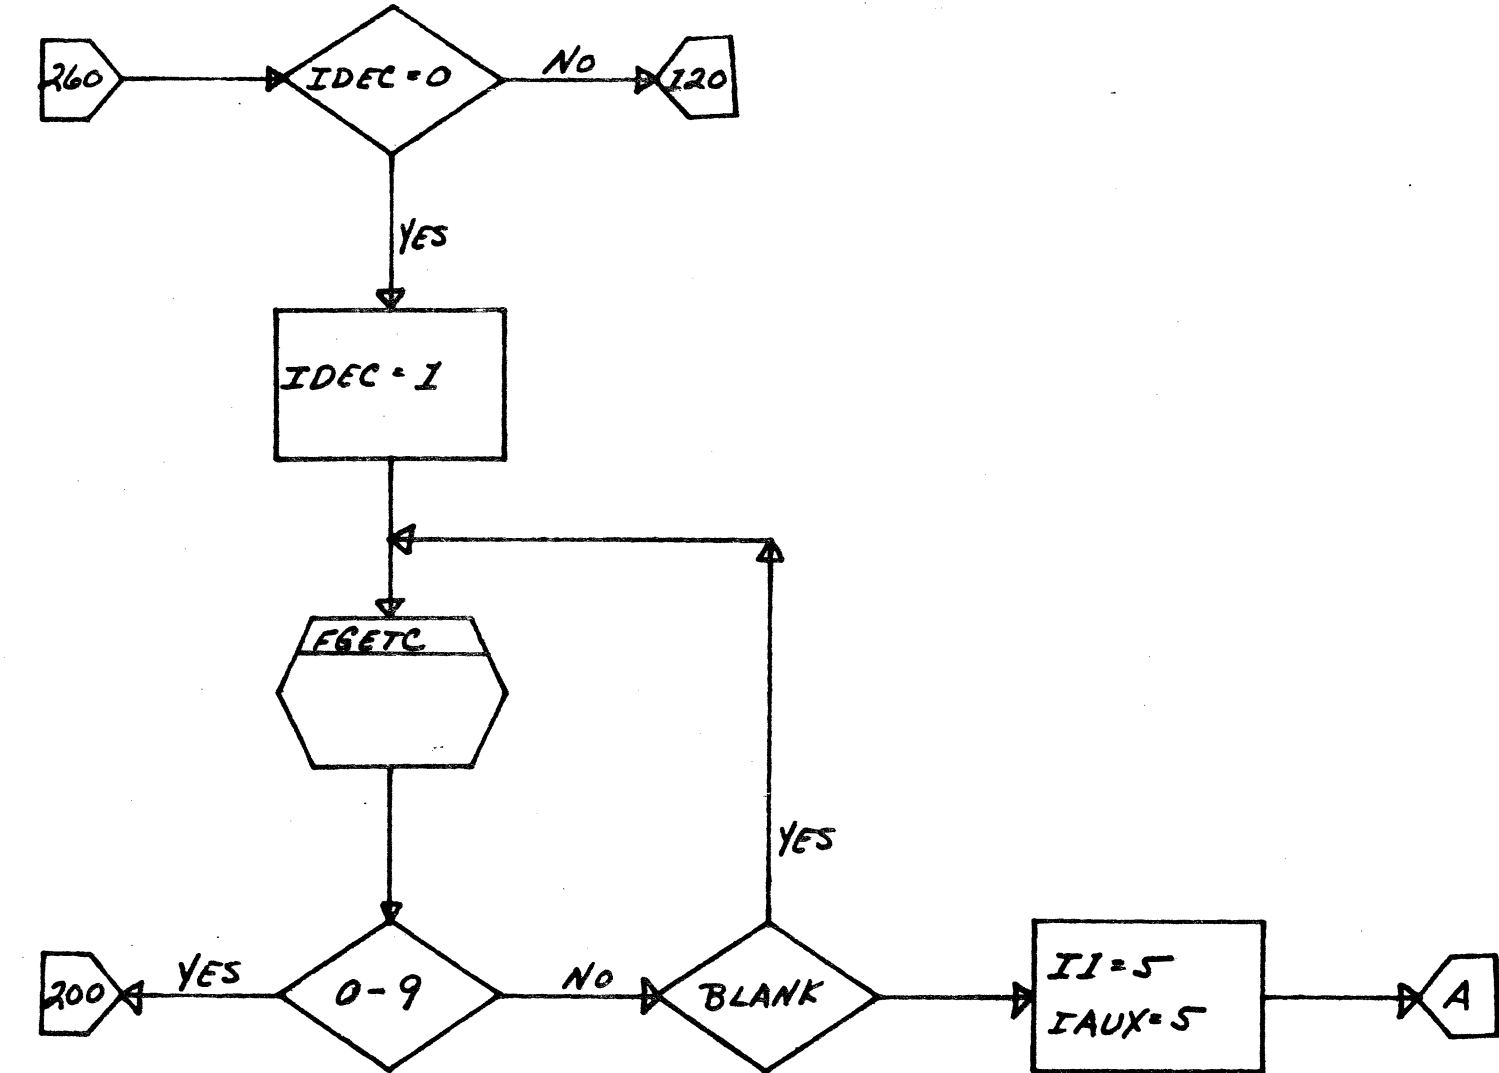 260
IDEC = 0
NO
120
YES
IDEC = 1
FGETC
YES
200
YES
0-9
NO
BLANK
I1=5
IAUX=5
A